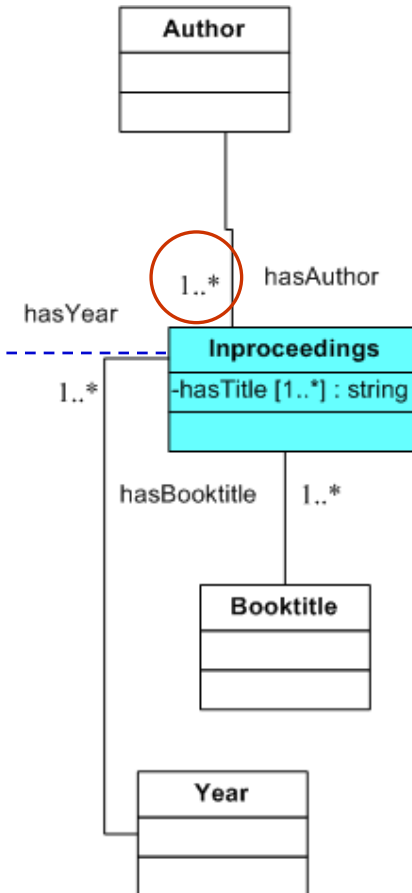 Author
1..*
hasAuthor
hasYear
Inproceedings
1..*
-hasTitle [1..*] : string
hasBooktitle
1..*
Booktitle
Year